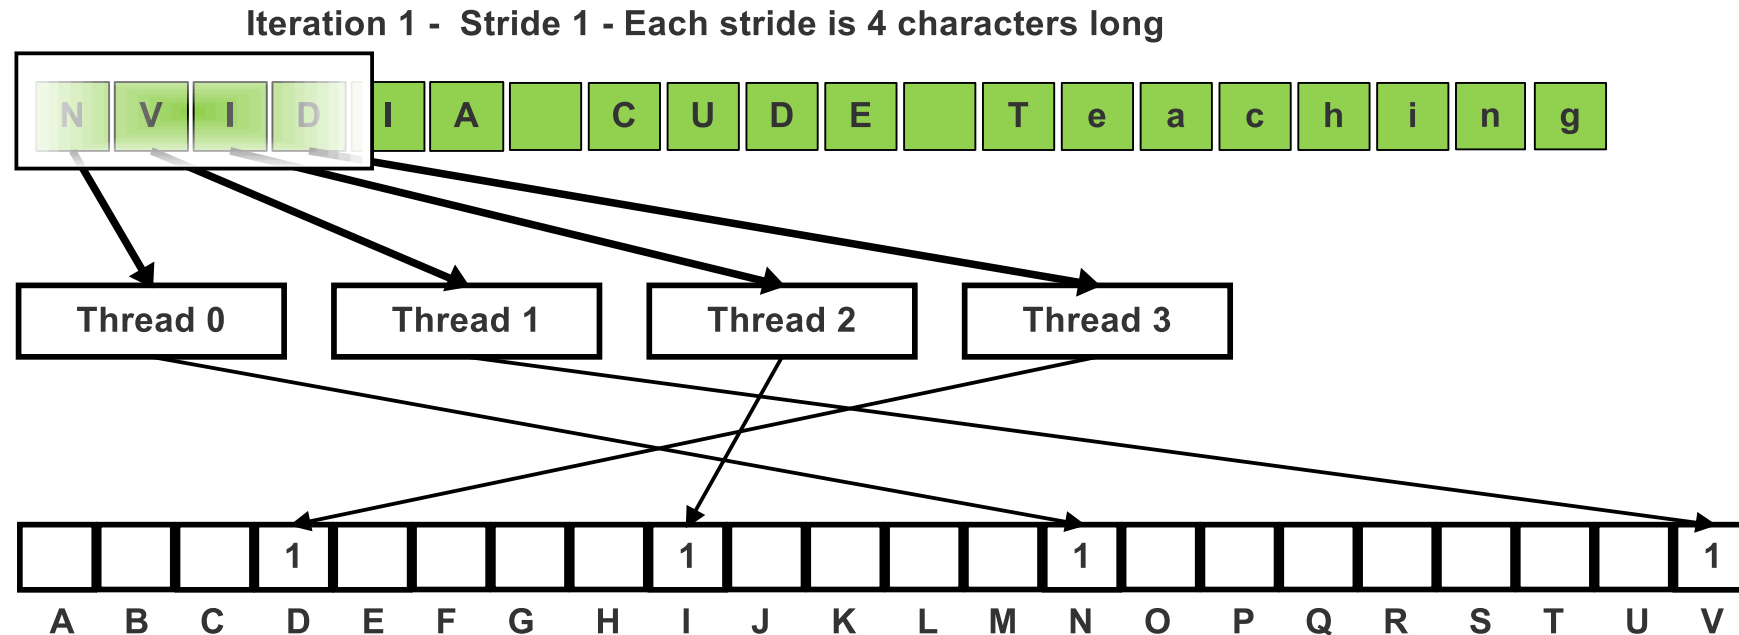 Iteration 1 - Stride 1 - Each stride is 4 characters long
N V I D I A C U D E T e a c h i n g
Thread 0 Thread 1 Thread 2 Thread 3
1 1 1 1
A B C D E F G H I J K L M N O P Q R S T U V